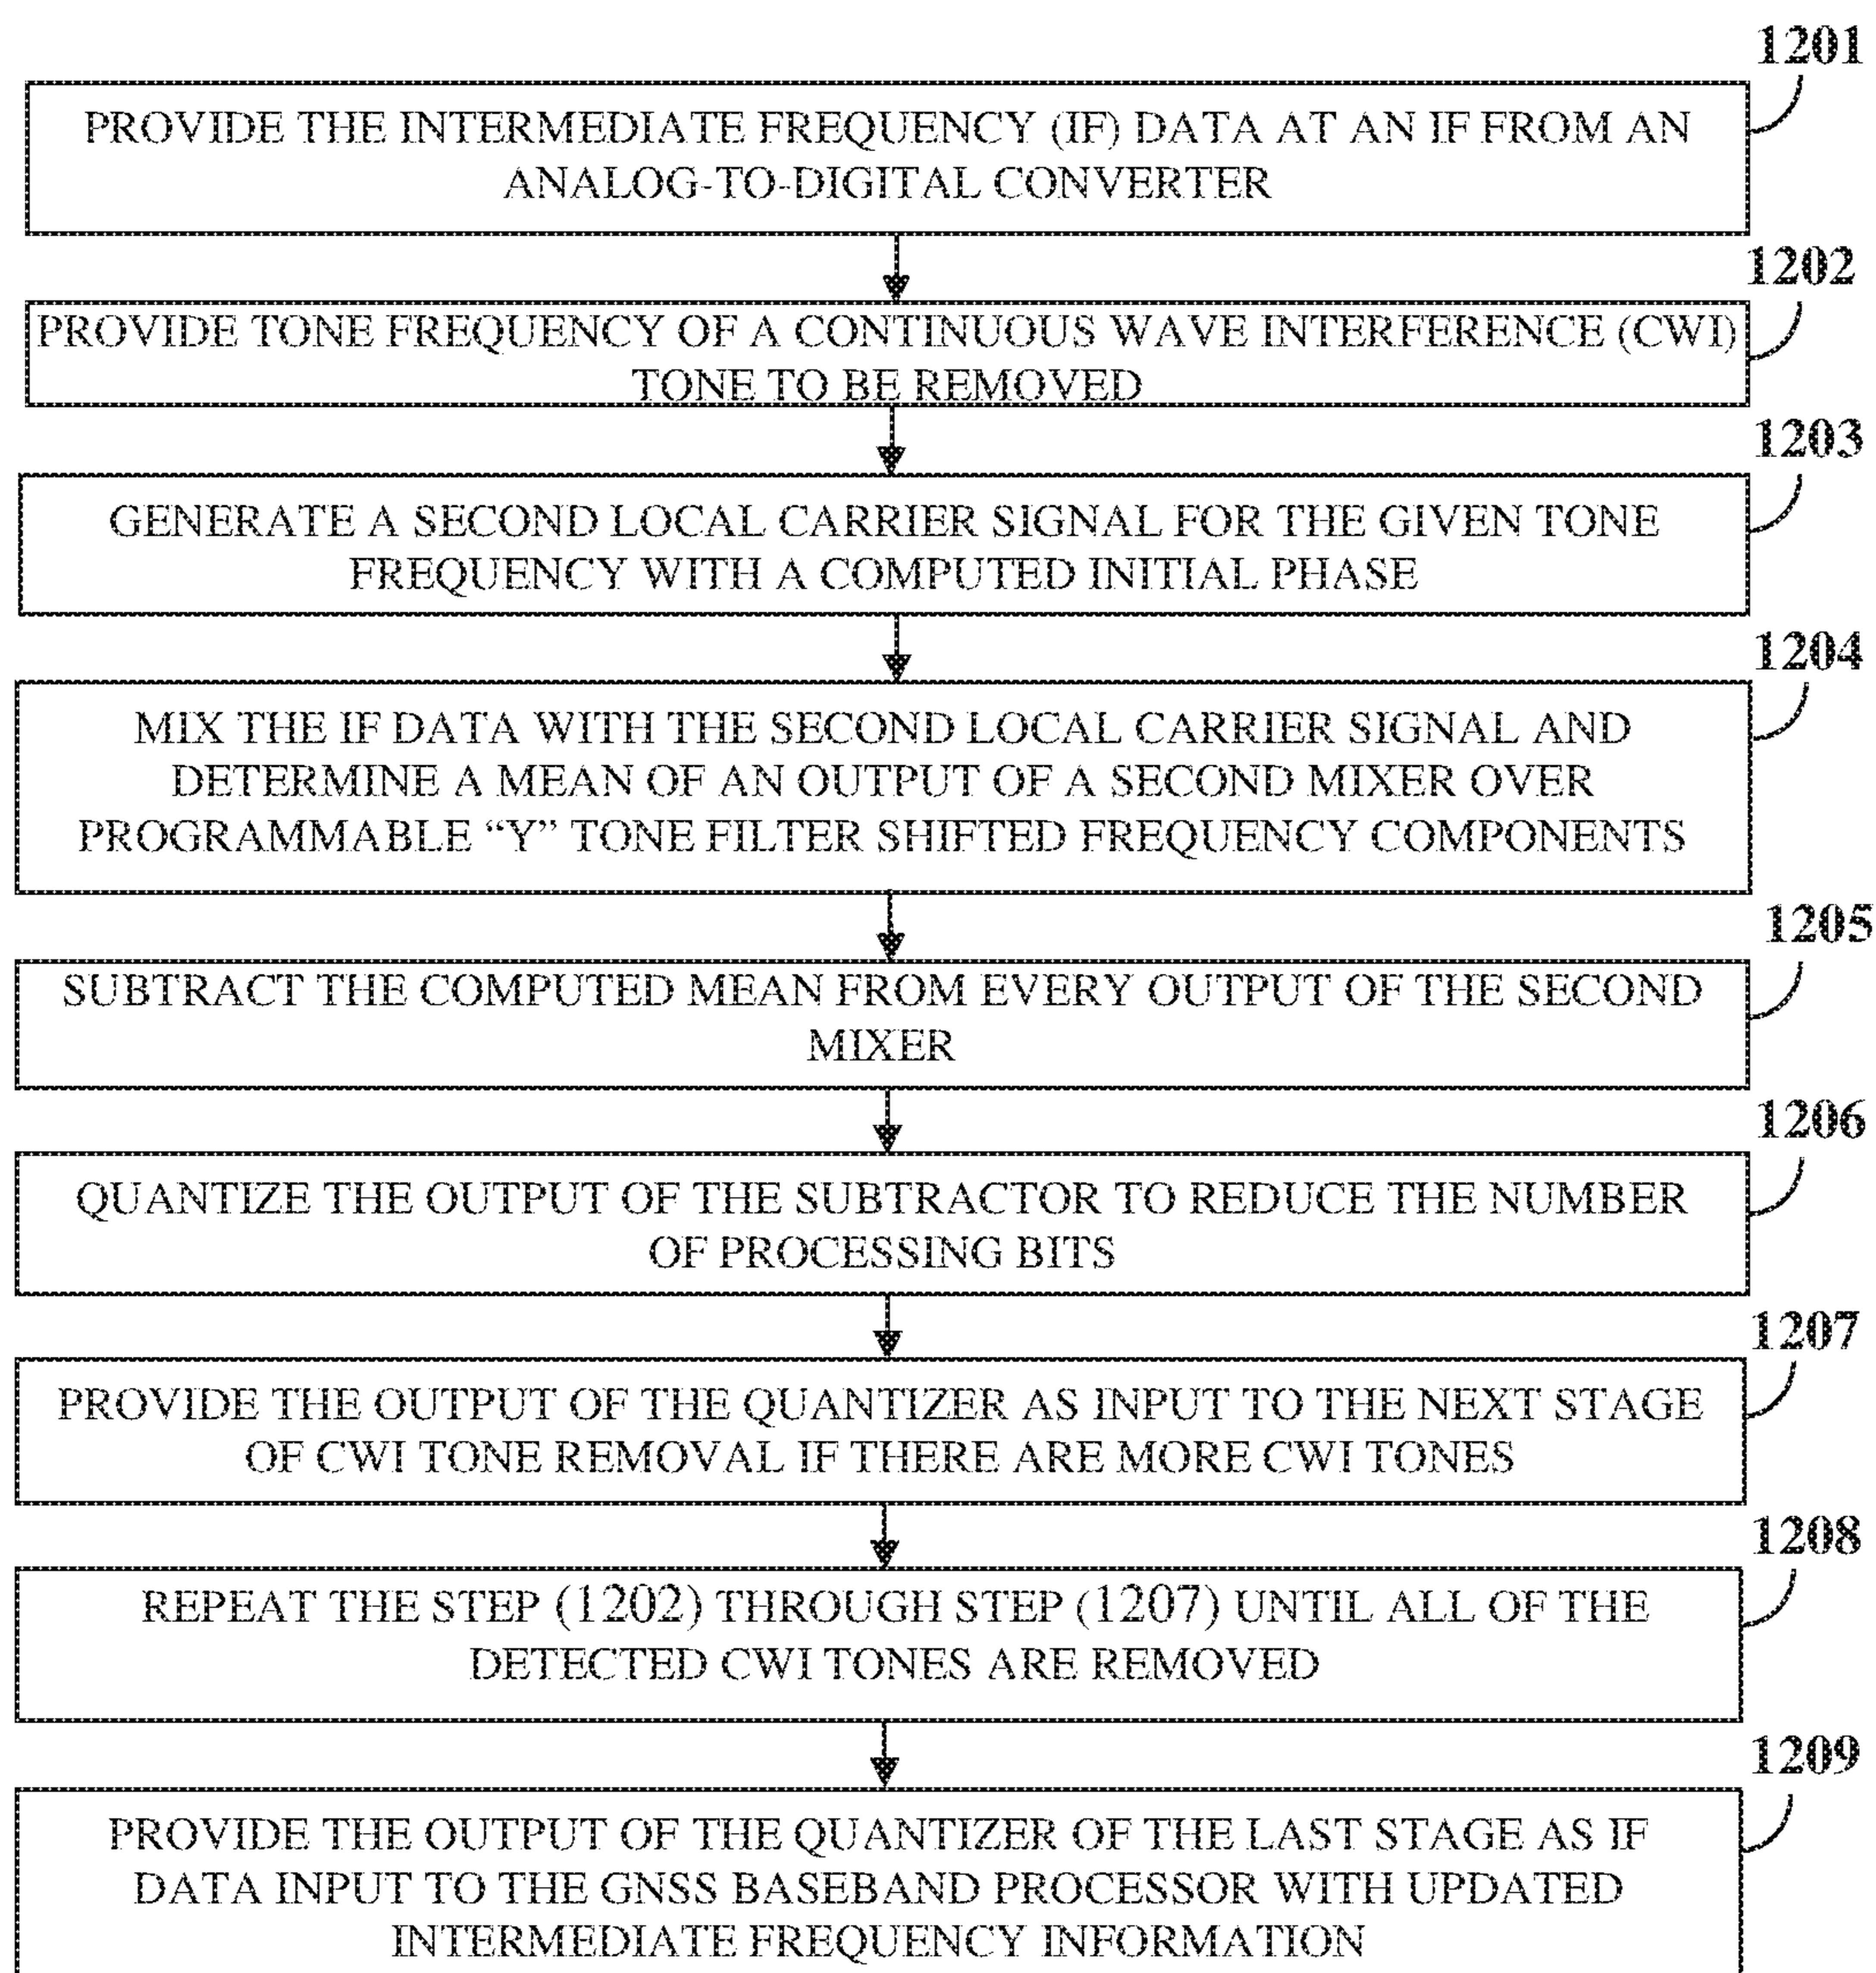 1201
PROVIDE THE INTERMEDIATE FREQUENCY (IF) DATA AT AN IF FROM AN
ANALOG-TO-DIGITAL CONVERTER
1202
PROVIDE TONE FREQUENCY OF A CONTINUOUS WAVE INTERFERENCE (CWI)
TONE TO BE REMOVED
1203
GENERATE A SECOND LOCAL CARRIER SIGNAL FOR THE GIVEN TONE
FREQUENCY WITH A COMPUTED INITIAL PHASE
1204
MIX THE IF DATA WITH THE SECOND LOCAL CARRIER SIGNAL AND
DETERMINE A MEAN OF AN OUTPUT OF A SECOND MIXER OVER
PROGRAMMABLE “Y” TONE FILTER SHIFTED FREQUENCY COMPONENTS
1205
SUBTRACT THE COMPUTED MEAN FROM EVERY OUTPUT OF THE SECOND
MIXER
1206
QUANTIZE THE OUTPUT OF THE SUBTRACTOR TO REDUCE THE NUMBER
OF PROCESSING BITS
1207
PROVIDE THE OUTPUT OF THE QUANTIZER AS INPUT TO THE NEXT STAGE
OF CWI TONE REMOVAL IF THERE ARE MORE CWI TONES
1208
REPEAT THE STEP (1202) THROUGH STEP (1207) UNTIL ALL OF THE
DETECTED CWI TONES ARE REMOVED
1209
PROVIDE THE OUTPUT OF THE QUANTIZER OF THE LAST STAGE AS IF
DATA INPUT TO THE GNSS BASEBAND PROCESSOR WITH UPDATED
INTERMEDIATE FREQUENCY INFORMATION